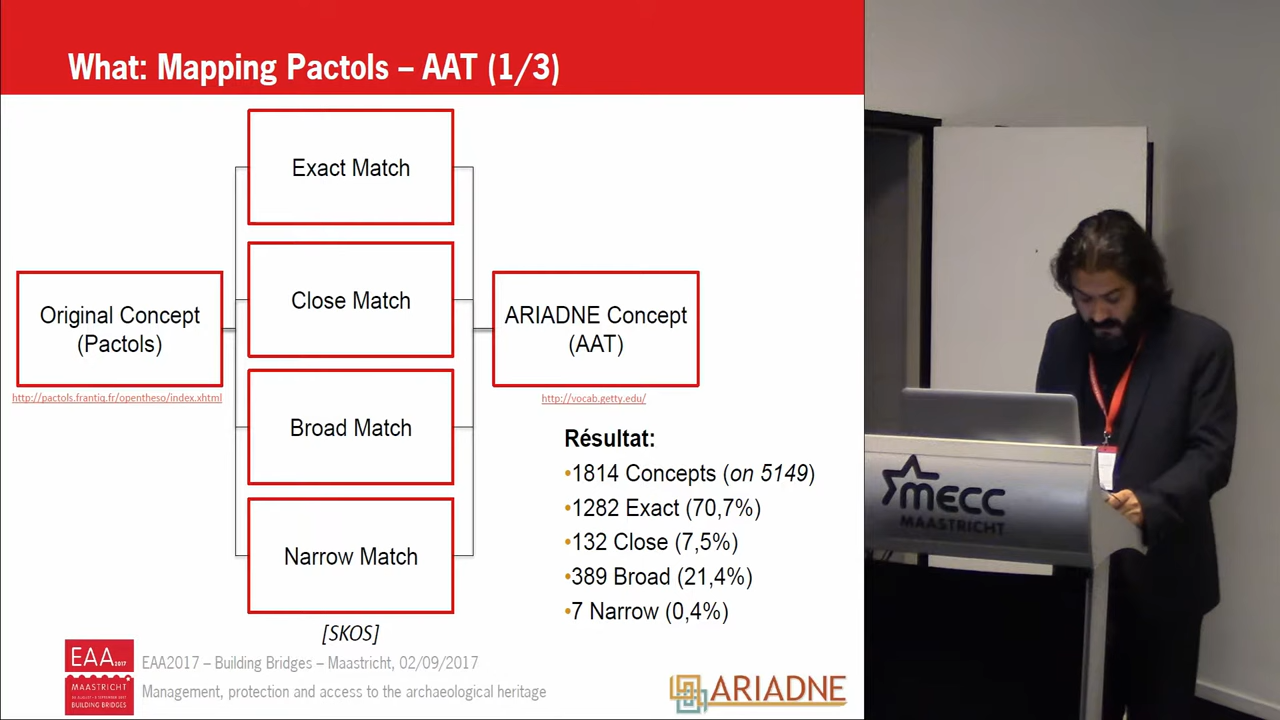 What: Mapping Pactols – AAT (1/3)
Exact Match
Close Match
Original Concept
(Pactols)
http://pactols.frantiq.fr/opentheso/index.xhtml
ARIADNE Concept
(AAT)
http://vocab.getty.edu/
Broad Match
Narrow Match
[SKOS]
Résultat:
•1814 Concepts (on 5149)
•1282 Exact (70,7%)
•132 Close (7,5%)
•389 Broad (21,4%)
•7 Narrow (0,4%)
EAA2017 – Building Bridges – Maastricht, 02/09/2017
Management, protection and access to the archaeological heritage
EAA 2017
MAASTRICHT
BUILDING BRIDGES
ARIADNE
mecc
MAASTRICHT